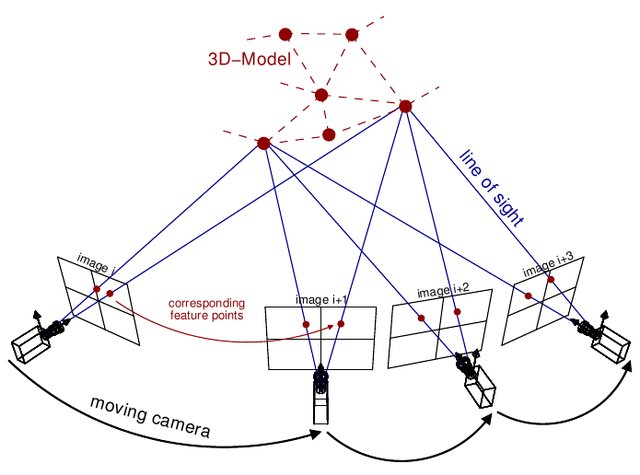 3D-Model
line of sight
image i
image i+1
image i+2
image i+3
corresponding
feature points
moving camera